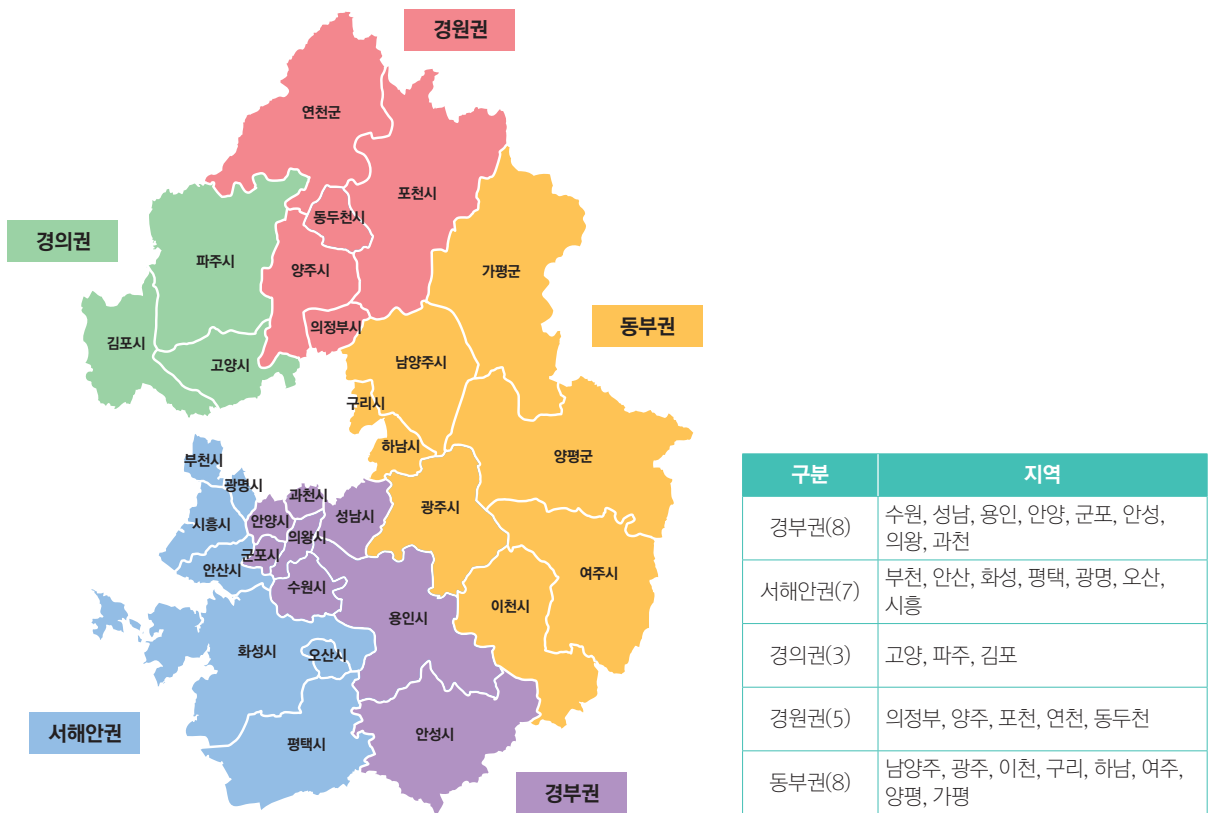 경원권
연천군
포천시
동두천시
경의권
파주시
양주시
가평군
의정부시
동부권
김포시
고양시
남양주시
구리시
하남시
양평군
부천시
광명시
과천시
시흥시
안양시
성남시
광주시
의왕시
군포시
안산시
수원시
여주시
이천시
용인시
화성시
오산시
서해안권
평택시
안성시
경부권
구분 지역
경부권(8) 수원, 성남, 용인, 안양, 군포, 안성,
의왕, 과천
서해안권(7) 부천, 안산, 화성, 평택, 광명, 오산,
시흥
경의권(3) 고양, 파주, 김포
경원권(5) 의정부, 양주, 포천, 연천, 동두천
동부권(8) 남양주, 광주, 이천, 구리, 하남, 여주,
양평, 가평